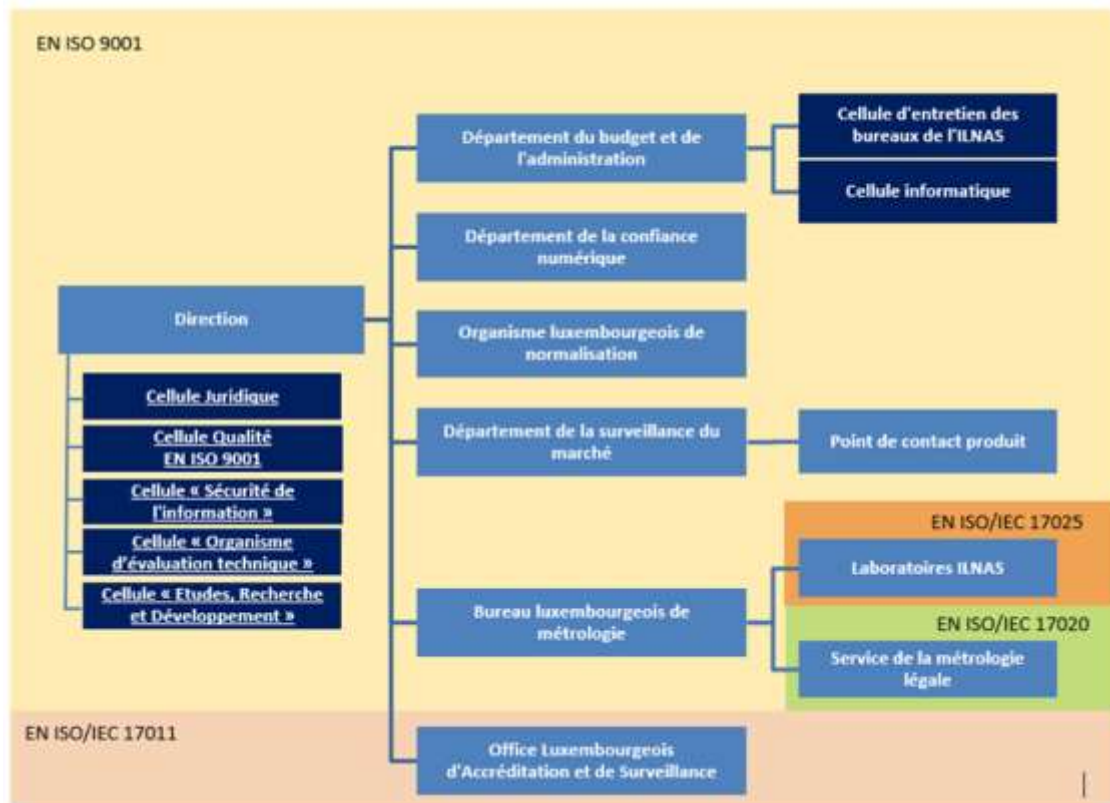 EN ISO 9001
Département du budget et de
l'administration
Cellule d'entretien des
bureaux de l'ILNAS
Cellule informatique
Département de la confiance
numérique
Direction
Organisme luxembourgeois de
normalisation
Cellule Juridique
Cellule Qualité
EN ISO 9001
Cellule « Sécurité de
l'information »
Cellule « Organisme
d'évaluation technique »
Cellule « Etudes, Recherche
et Développement »
Département de la surveillance du
marché
Point de contact produit
EN ISO/IEC 17025
Laboratoires ILNAS
Bureau luxembourgeois de
métrologie
EN ISO/IEC 17020
Service de la métrologie
légale
EN ISO/IEC 17011
Office Luxembourgeois
d'Accréditation et de Surveillance